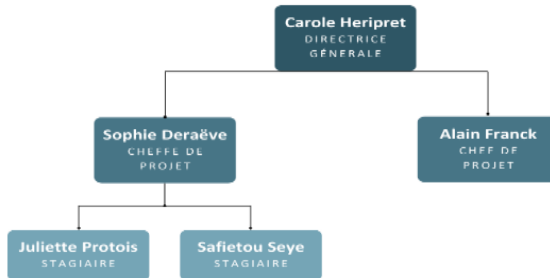 Carole Heripret
DIRECTRICE
GÉNERALE
Sophie Deraëve
CHEFFE DE
PROJET
Alain Franck
CHEF DE
PROJET
Juliette Protois
STAGIAIRE
Safietou Seye
STAGIAIRE